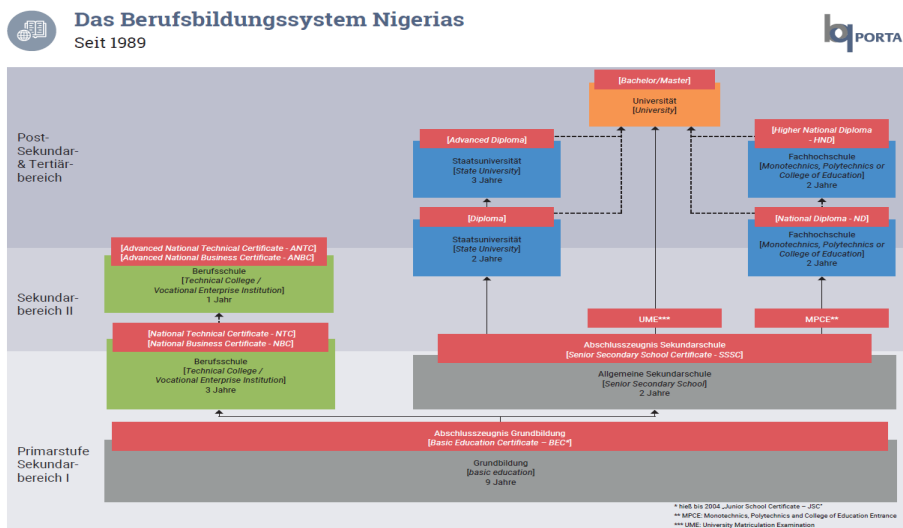 Das Berufsbildungssystem Nigerias
Seit 1989
bq PORTA
Post-
Sekundar-
& Tertiär-
bereich
[Bachelor/Master]
Universität
[University]
[Advanced Diploma]
Staatsuniversität
[State University]
3 Jahre
[Higher National Diploma
- HND]
Fachhochschule
[Monotechnics, Polytechnics or
College of Education]
2 Jahre
[Diploma]
Staatsuniversität
[State University]
2 Jahre
[National Diploma - ND]
Fachhochschule
[Monotechnics, Polytechnics or
College of Education]
2 Jahre
Sekundar-
bereich II
[Advanced National Technical Certificate - ANTC]
[Advanced National Business Certificate - ANBC]
Berufsschule
[Technical College /
Vocational Enterprise Institution]
1 Jahr
UME***
MPCE**
[National Technical Certificate - NTC]
[National Business Certificate - NBC]
Berufsschule
[Technical College /
Vocational Enterprise Institution]
3 Jahre
Abschlusszeugnis Sekundarschule
[Senior Secondary School Certificate - SSSC]
Allgemeine Sekundarschule
[Senior Secondary School]
2 Jahre
Primarstufe
Sekundar-
bereich I
Abschlusszeugnis Grundbildung
[Basic Education Certificate – BEC*]
Grundbildung
[basic education]
9 Jahre
* hieß bis 2004 „Junior School Certificate – JSC"
** MPCE: Monotechnics, Polytechnics and College of Education Entrance
*** UME: University Matriculation Examination